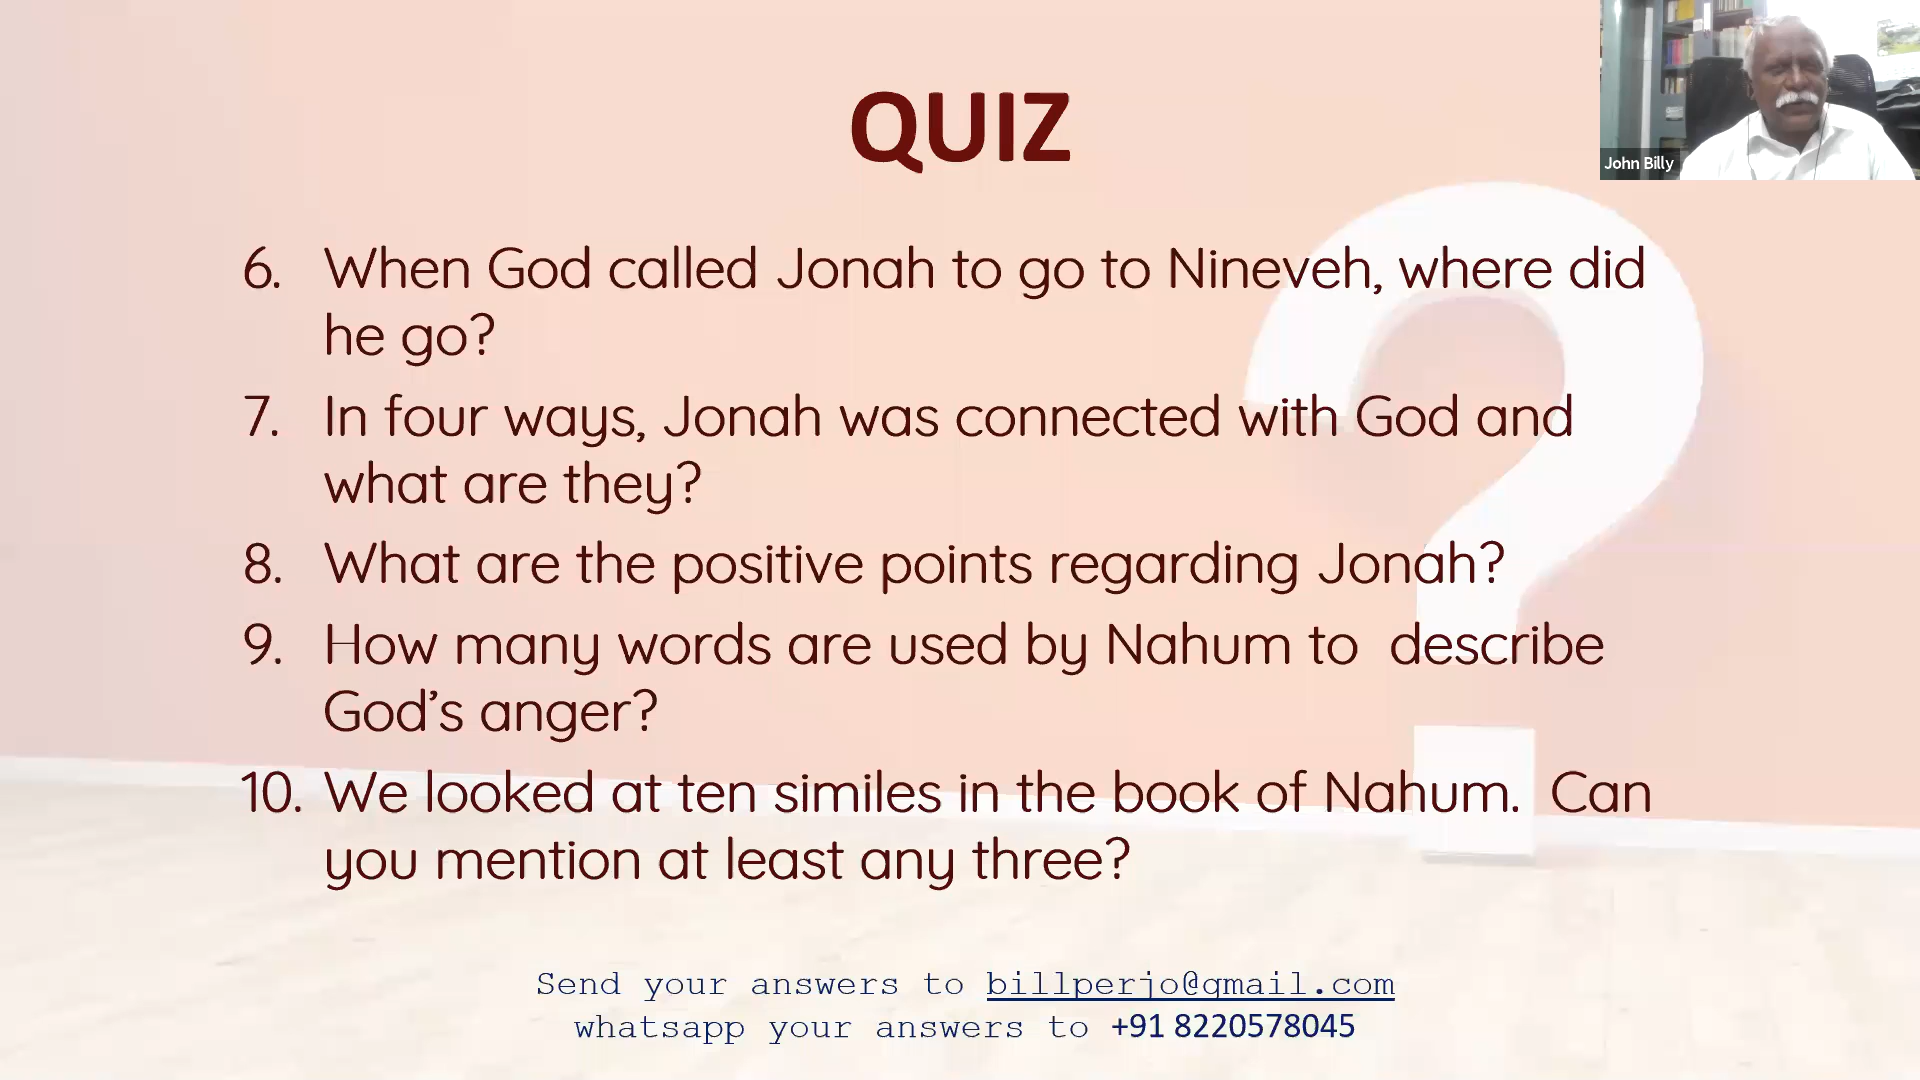 QUIZ
John Billy
6. When God called Jonah to go to Nineveh, where did
he go?
7. In four ways, Jonah was connected with God and
what are they?
8. What are the positive points regarding Jonah?
9. How many words are used by Nahum to  describe
God’s anger?
10. We looked at ten similes in the book of Nahum.  Can
you mention at least any three?
Send your answers to billperjo@gmail.com
whatsapp your answers to +91 8220578045